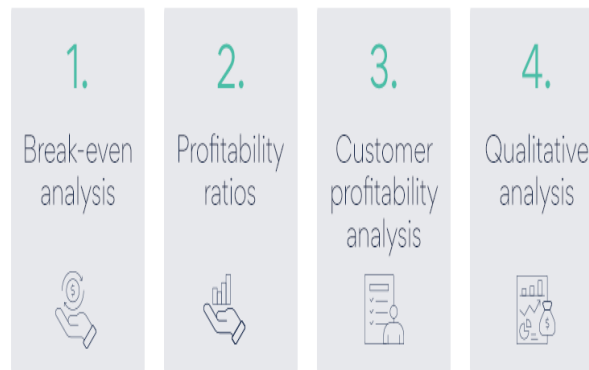 1.
Break-even
analysis
2.
Profitability
ratios
3.
Customer
profitability
analysis
4.
Qualitative
analysis